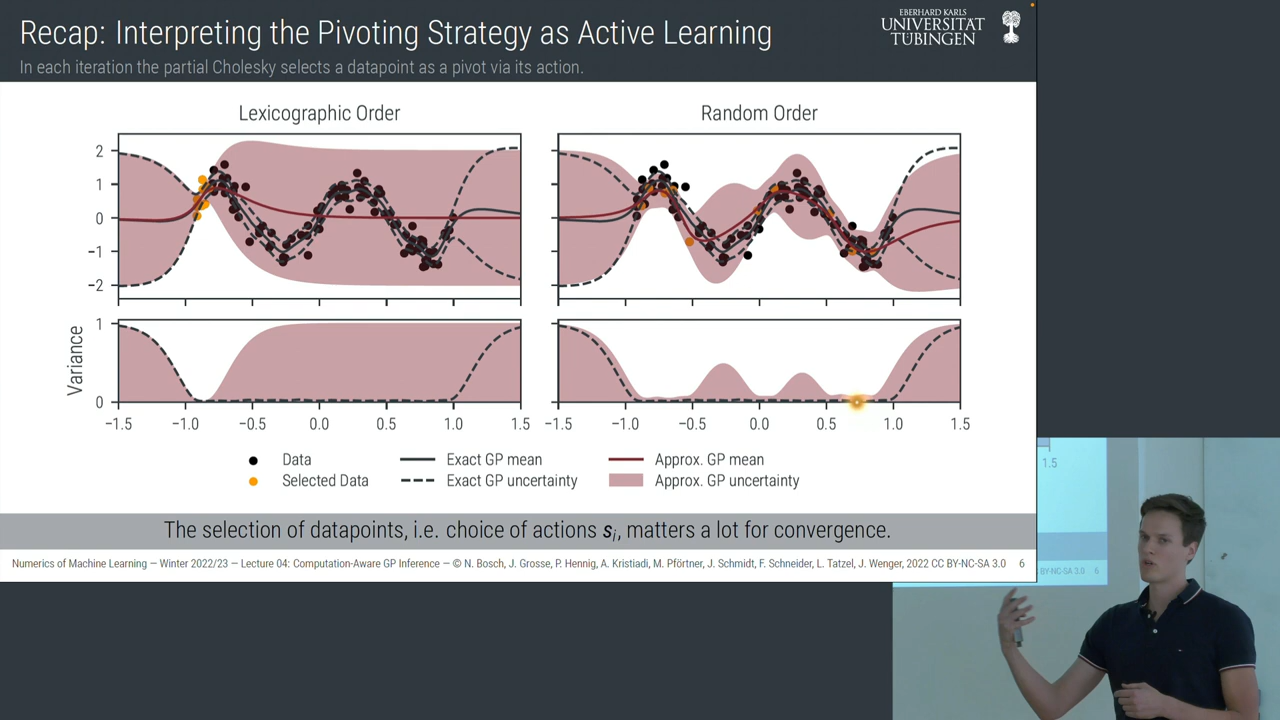 Recap: Interpreting the Pivoting Strategy as Active Learning
In each iteration the partial Cholesky selects a datapoint as a pivot via its action.
EBERHARD KARLS
UNIVERSITÄT
TÜBINGEN
Lexicographic Order
Random Order
2
1
0
−1
−2
Variance
1
0
−1.5 −1.0 −0.5 0.0 0.5 1.0 1.5
−1.5 −1.0 −0.5 0.0 0.5 1.0 1.5
Data
Selected Data
Exact GP mean
Exact GP uncertainty
Approx. GP mean
Approx. GP uncertainty
The selection of datapoints, i.e. choice of actions sᵢ, matters a lot for convergence.
Numerics of Machine Learning — Winter 2022/23 — Lecture 04: Computation-Aware GP Inference — © N. Bosch, J. Grosse, P. Hennig, A. Kristiadi, M. Pförtner, J. Schmidt, F. Schneider, L. Tatzel, J. Wenger, 2022 CC BY-NC-SA 3.0 6
1.5
BY-NC-SA 3.0 6